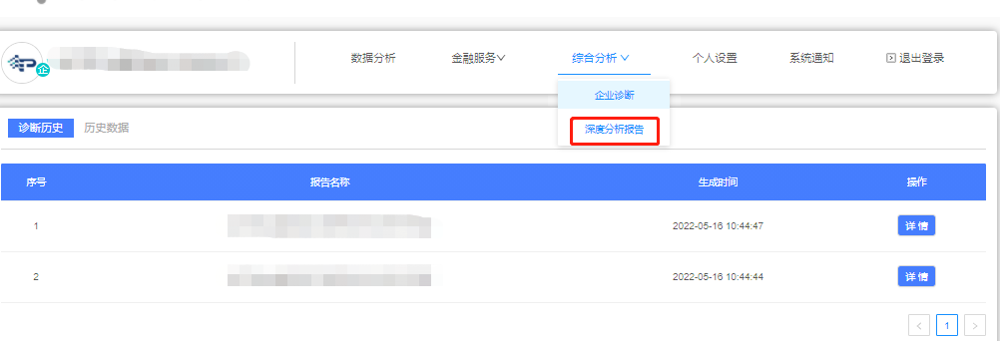 企
数据分析 金融服务 综合分析 个人设置 系统通知 退出登录
企业诊断
深度分析报告
诊断历史 历史数据
序号 报告名称 生成时间 操作
1 2022-05-16 10:44:47 详情
2 2022-05-16 10:44:44 详情
< 1 >